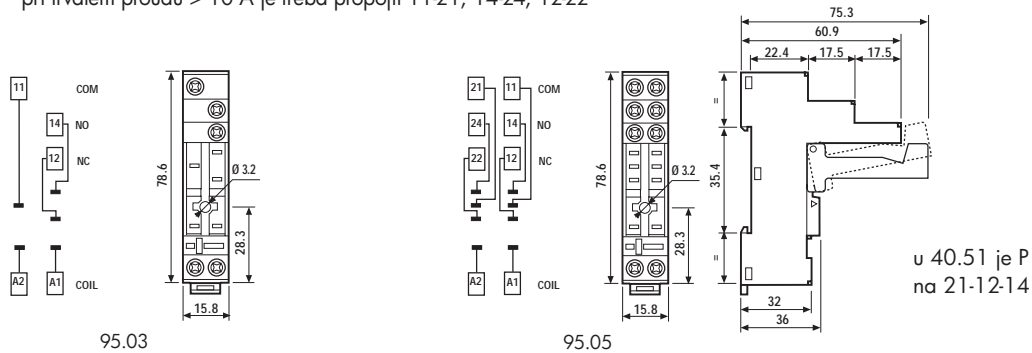 při trvalém proudu > 10 A je třeba propojit 11-21, 14-24, 12-22
75.3
60.9
22.4 17.5 17.5
11 COM
14 NO
12 NC
78.6
Ø 3.2
28.3
A2 A1 COIL
15.8
95.03
21 11 COM
24 14 NO
22 12 NC
78.6
Ø 3.2
28.3
A2 A1 COIL
15.8
95.05
=
35.4
=
32
36
u 40.51 je P
na 21-12-14